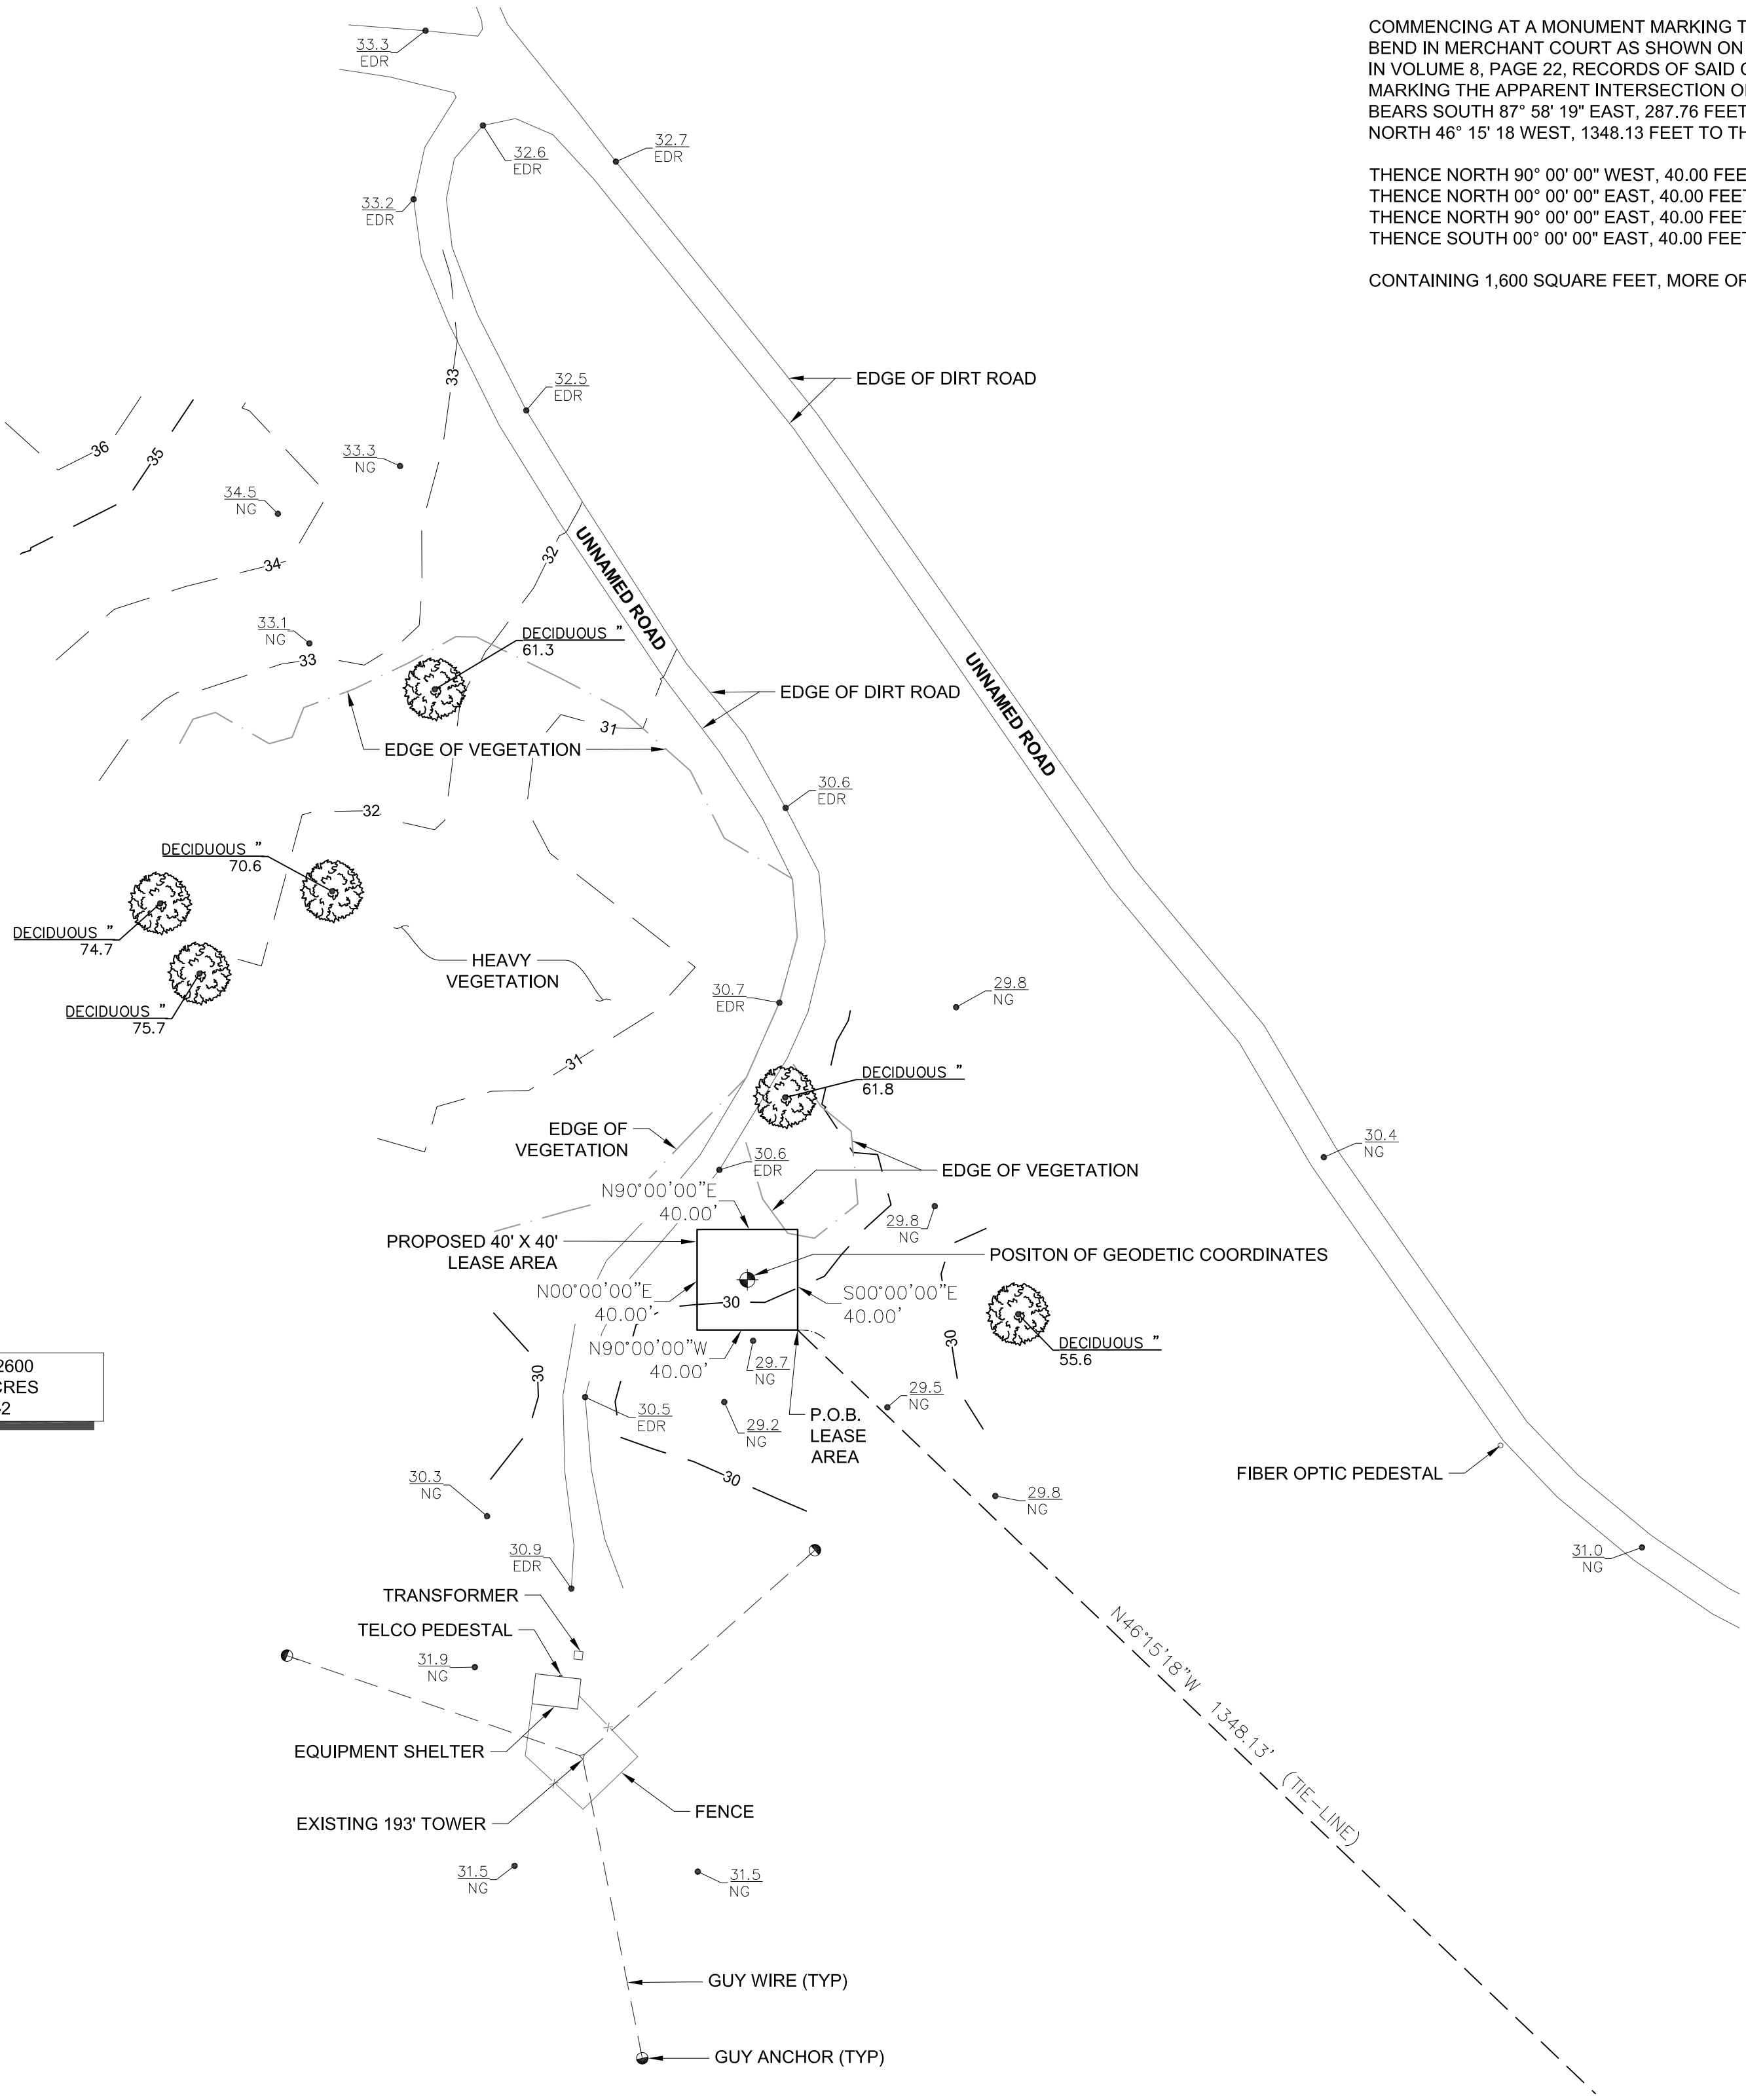 COMMENCING AT A MONUMENT MARKING T
BEND IN MERCHANT COURT AS SHOWN ON
IN VOLUME 8, PAGE 22, RECORDS OF SAID
MARKING THE APPARENT INTERSECTION
BEARS SOUTH 87° 58' 19" EAST, 287.76 FEET
NORTH 46° 15' 18 WEST, 1348.13 FEET TO TH
THENCE NORTH 90° 00' 00" WEST, 40.00 FEE
THENCE NORTH 00° 00' 00" EAST, 40.00 FEET
THENCE NORTH 90° 00' 00" EAST, 40.00 FEET
THENCE SOUTH 00° 00' 00" EAST, 40.00 FEET
CONTAINING 1,600 SQUARE FEET, MORE OR
33.3
EDR
32.6
EDR
32.7
EDR
33.2
EDR
33
32.5
EDR
EDGE OF DIRT ROAD
36
35
33.3
NG
34.5
NG
32
UNNAMED ROAD
34
33.1
NG
33
DECIDUOUS "
61.3
UNNAMED ROAD
EDGE OF DIRT ROAD
31
EDGE OF VEGETATION
30.6
EDR
32
DECIDUOUS "
70.6
DECIDUOUS "
74.7
HEAVY
VEGETATION
DECIDUOUS "
75.7
30.7
EDR
29.8
NG
31
DECIDUOUS "
61.8
EDGE OF
VEGETATION
30.6
EDR
30.4
NG
EDGE OF VEGETATION
N90°00'00"E
40.00'
29.8
NG
PROPOSED 40' X 40'
LEASE AREA
POSITON OF GEODETIC COORDINATES
N00°00'00"E
40.00'
30
S00°00'00"E
40.00'
N90°00'00"W
40.00'
30
DECIDUOUS "
55.6
29.7
NG
2600
CRES
-2
30
29.5
NG
30.5
EDR
29.2
NG
P.O.B.
LEASE
AREA
30
30.3
NG
FIBER OPTIC PEDESTAL
29.8
NG
30.9
EDR
31.0
NG
TRANSFORMER
TELCO PEDESTAL
31.9
NG
N46°15'18"W 1348.13' (TIE-LINE)
EQUIPMENT SHELTER
FENCE
EXISTING 193' TOWER
31.5
NG
31.5
NG
GUY WIRE (TYP)
GUY ANCHOR (TYP)